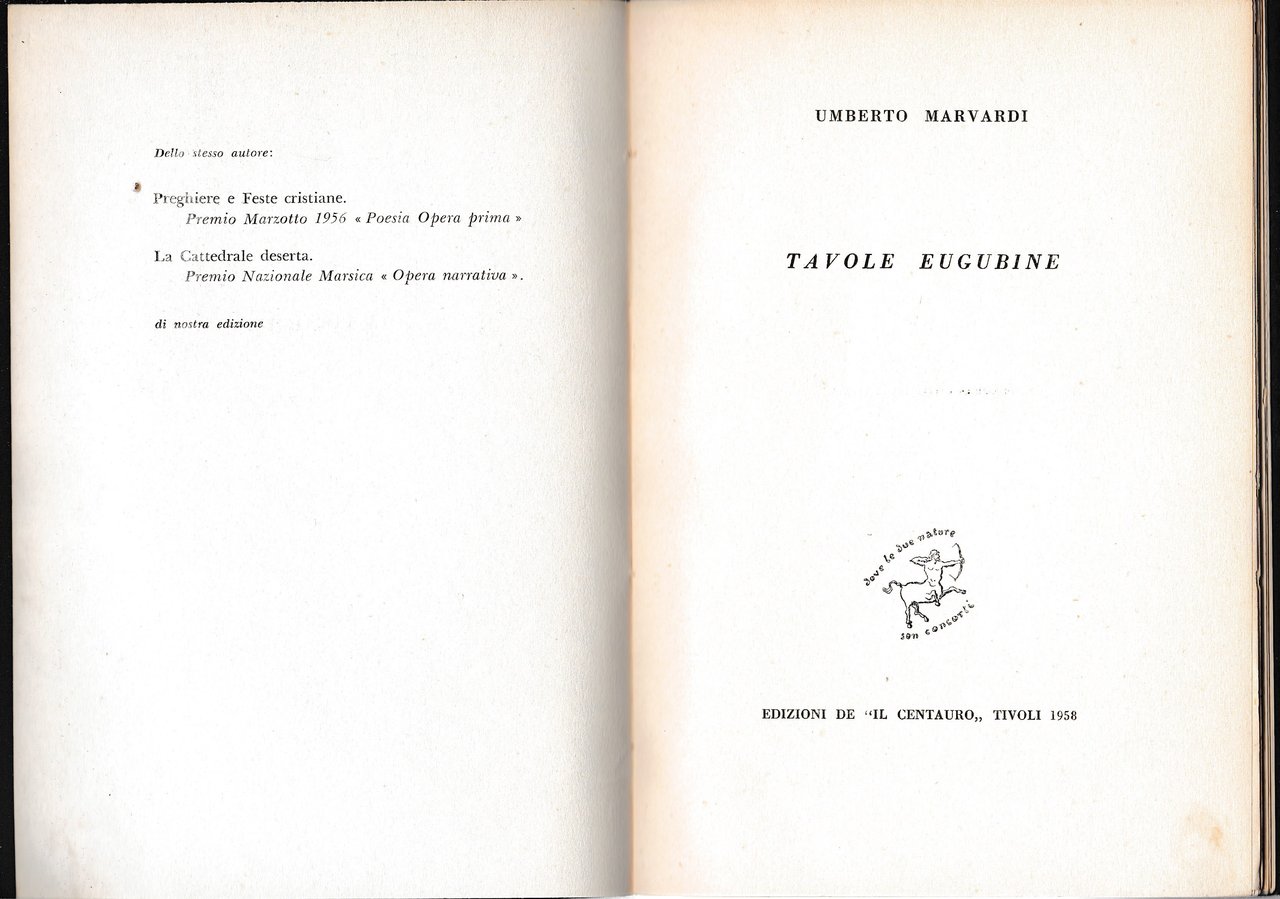 Dello stesso autore:
Preghiere e Feste cristiane.
Premio Marzotto 1956 « Poesia Opera prima »
La Cattedrale deserta.
Premio Nazionale Marsica « Opera narrativa ».
di nostra edizione
UMBERTO MARVARDI
TAVOLE EUGUBINE
dove le due nature
son consorti
EDIZIONI DE “IL CENTAURO„ TIVOLI 1958